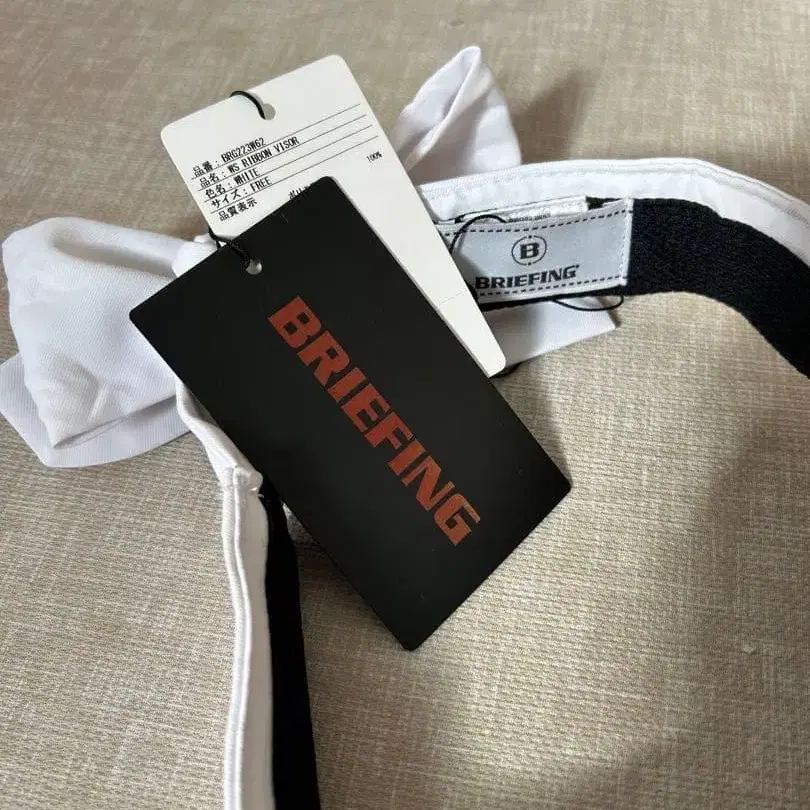 品番 : BRG223W62
品名 : WS RIBBON VISOR
色名 : WHITE
サイズ : FREE
品質表示
100%
BRIEFING
B
BRIEFING